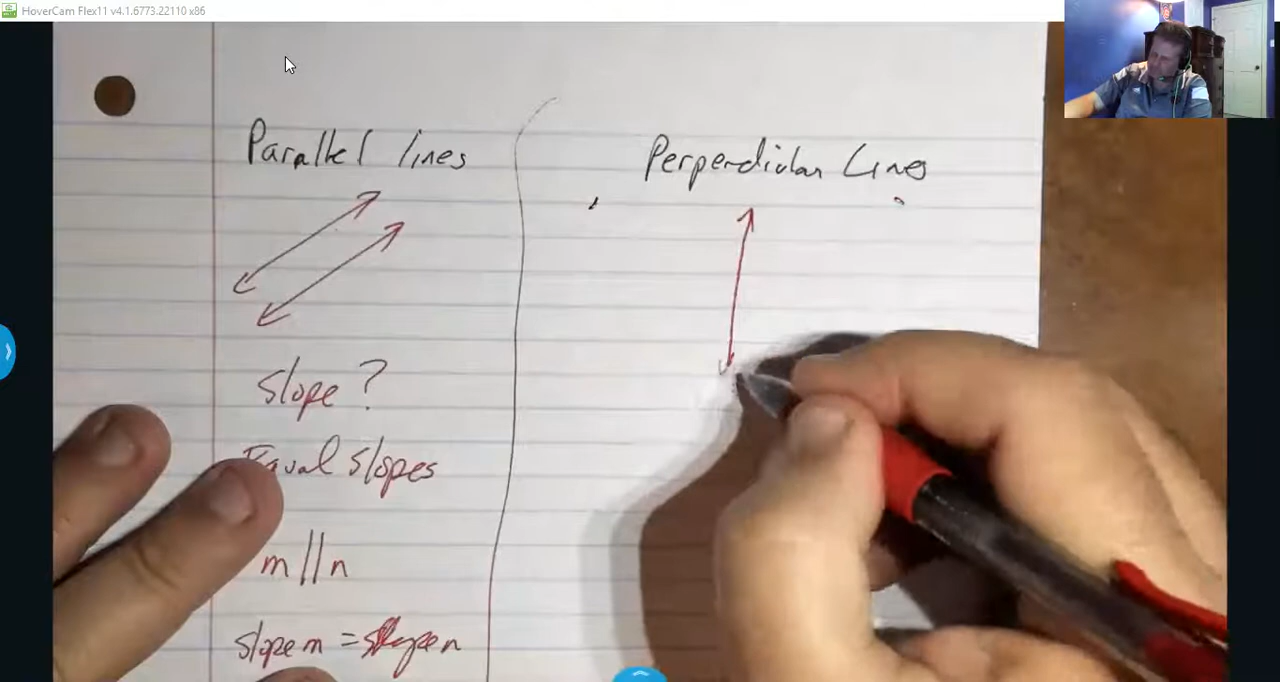 HoverCam Flex11 v4.1.6773.22110 x86
Parallel lines
Slope?
Equal slopes
m || n
slope m = slope n
Perpendicular Lines